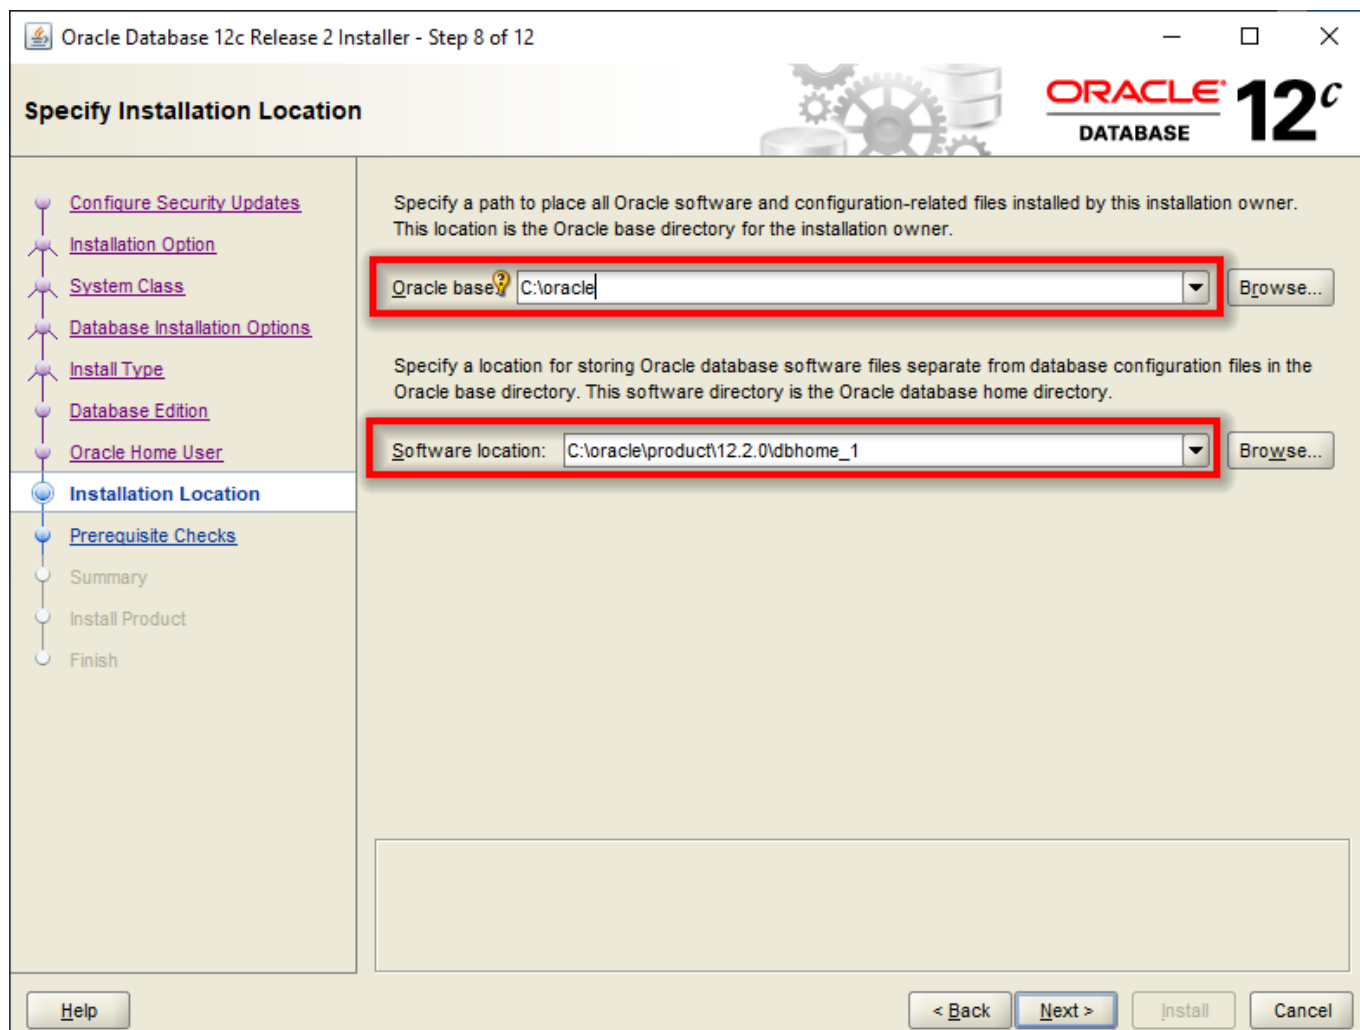 Oracle Database 12c Release 2 Installer - Step 8 of 12
Specify Installation Location
ORACLE
DATABASE
12c
Configure Security Updates
Installation Option
System Class
Database Installation Options
Install Type
Database Edition
Oracle Home User
Installation Location
Prerequisite Checks
Summary
Install Product
Finish
Specify a path to place all Oracle software and configuration-related files installed by this installation owner.
This location is the Oracle base directory for the installation owner.
Oracle base C:\oracle Browse...
Specify a location for storing Oracle database software files separate from database configuration files in the
Oracle base directory. This software directory is the Oracle database home directory.
Software location: C:\oracle\product\12.2.0\dbhome_1 Browse...
Help < Back Next > Install Cancel